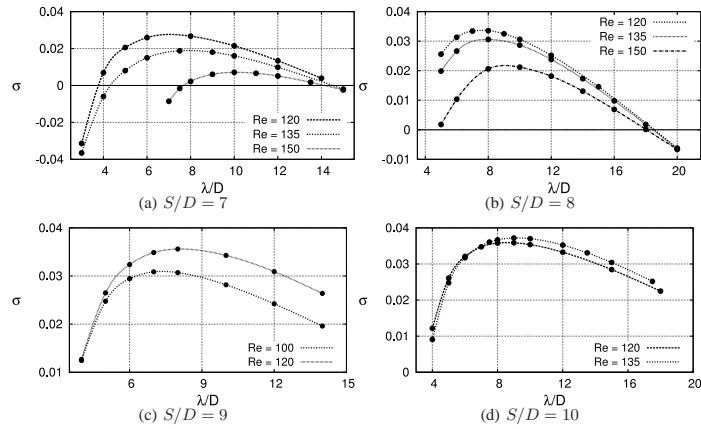 0.04
0.02
0
-0.02
-0.04
σ
4 6 8 10 12 14
λ/D
Re = 120
Re = 135
Re = 150
(a) S/D = 7
0.04
0.03
0.02
0.01
0
-0.01
σ
4 8 12 16 20
λ/D
Re = 120
Re = 135
Re = 150
(b) S/D = 8
0.04
0.03
0.02
0.01
σ
6 9 12 15
λ/D
Re = 100
Re = 120
(c) S/D = 9
0.04
0.03
0.02
0.01
0
σ
4 8 12 16 20
λ/D
Re = 120
Re = 135
(d) S/D = 10